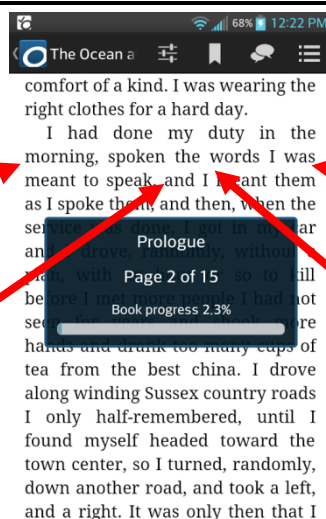 68% 12:22 PM
The Ocean a
comfort of a kind. I was wearing the
right clothes for a hard day.
I had done my duty in the
morning, spoken the words I was
meant to speak, and I meant them
as I spoke them, and then, when the
service was done, I got in my car
and drove, randomly, without a
plan, with so to kill
before I met more people I had not
seen for years and shook more
hands and drank too many cups of
Prologue
Page 2 of 15
Book progress 2.3%
tea from the best china. I drove
along winding Sussex country roads
I only half-remembered, until I
found myself headed toward the
town center, so I turned, randomly,
down another road, and took a left,
and a right. It was only then that I